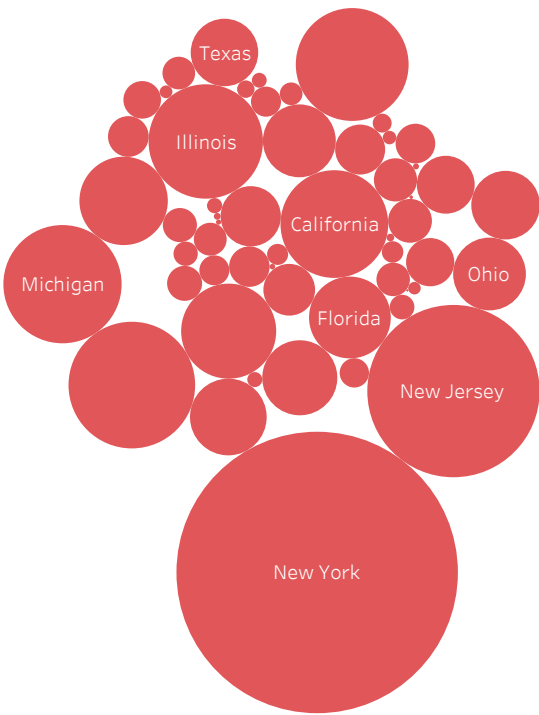 Texas
Illinois
California
Michigan
Ohio
Florida
New Jersey
New York